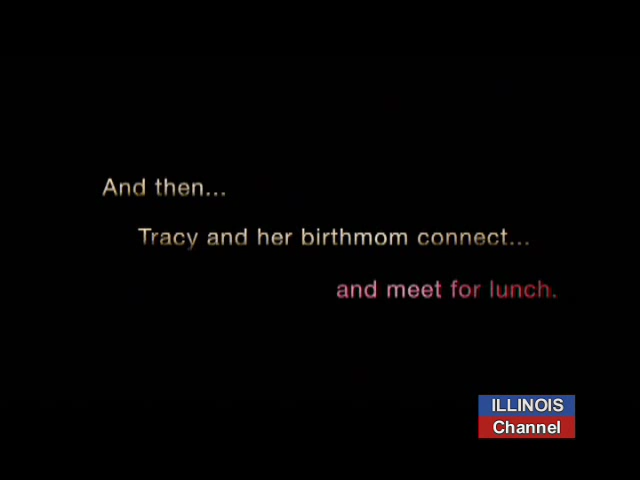 And then...
Tracy and her birthmom connect...
and meet for lunch.
ILLINOIS
Channel